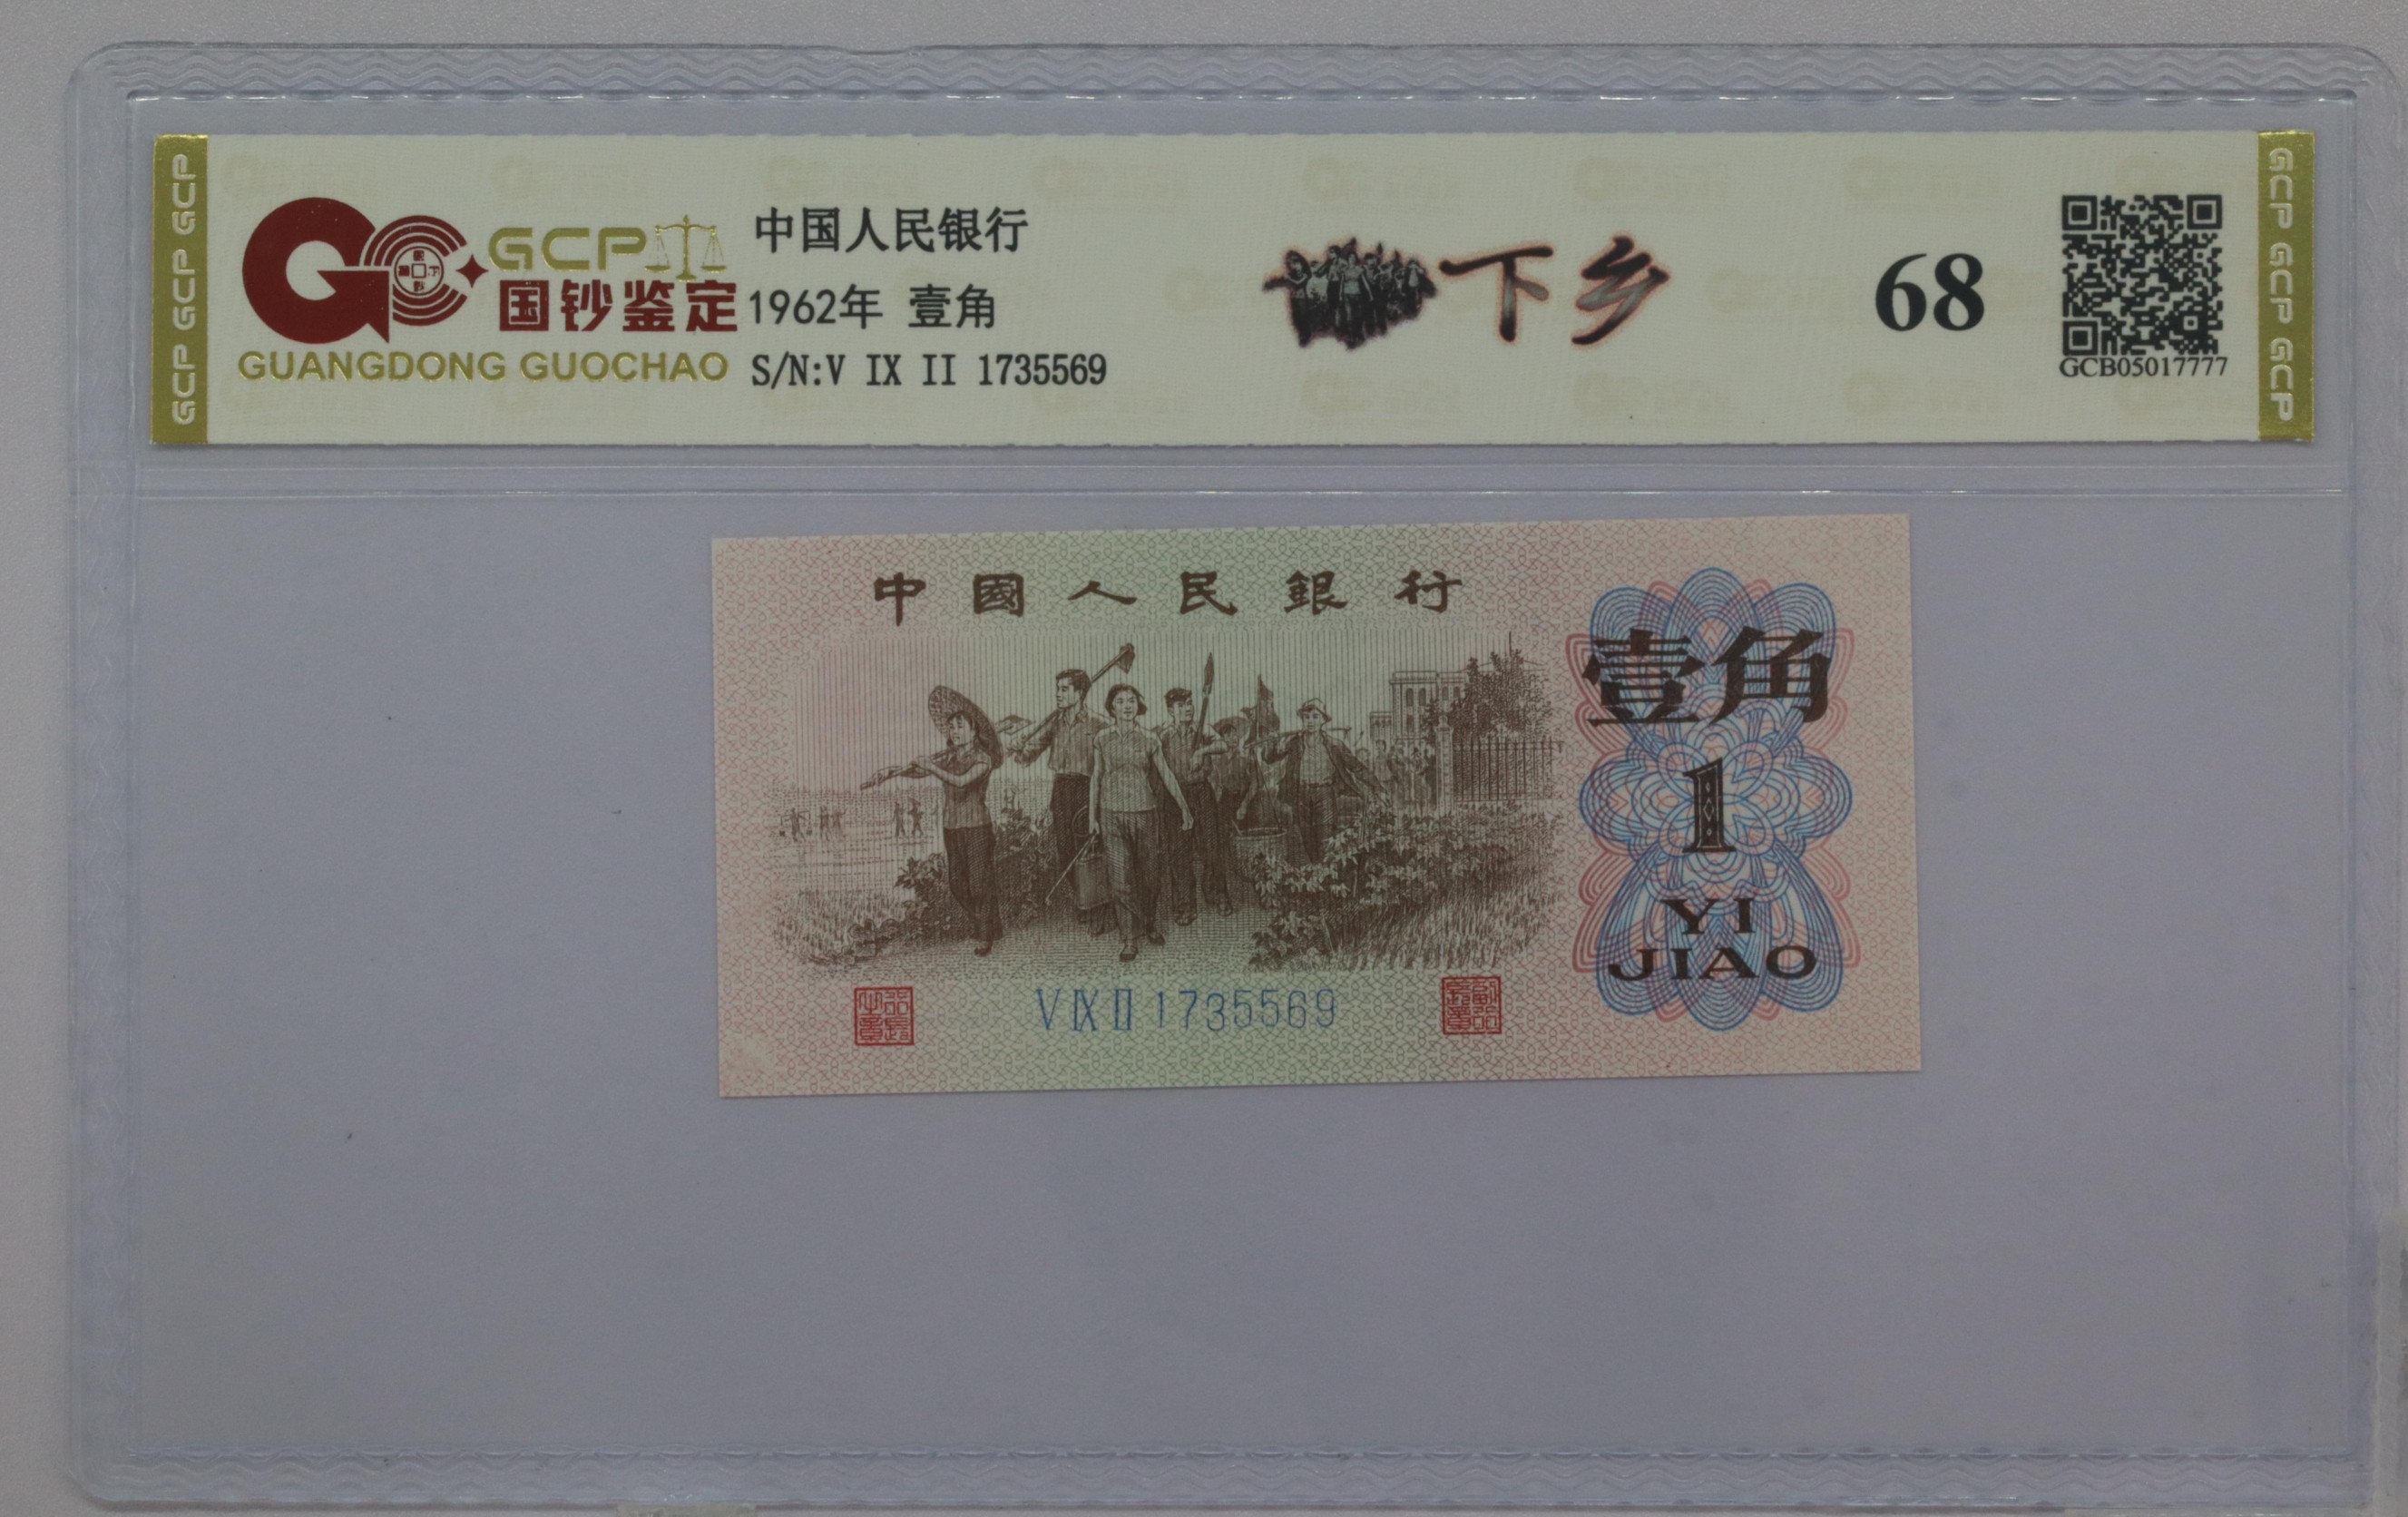 GCP GCP GCP
GCP
国钞鉴定
GUANGDONG GUOCHAO
中国人民银行
1962年 壹角
S/N:V IX II 1735569
下乡
68
GCB05017777
GCP GCP GCP
中國人民銀行
壹角
1
YI
JIAO
V IX II 1735569